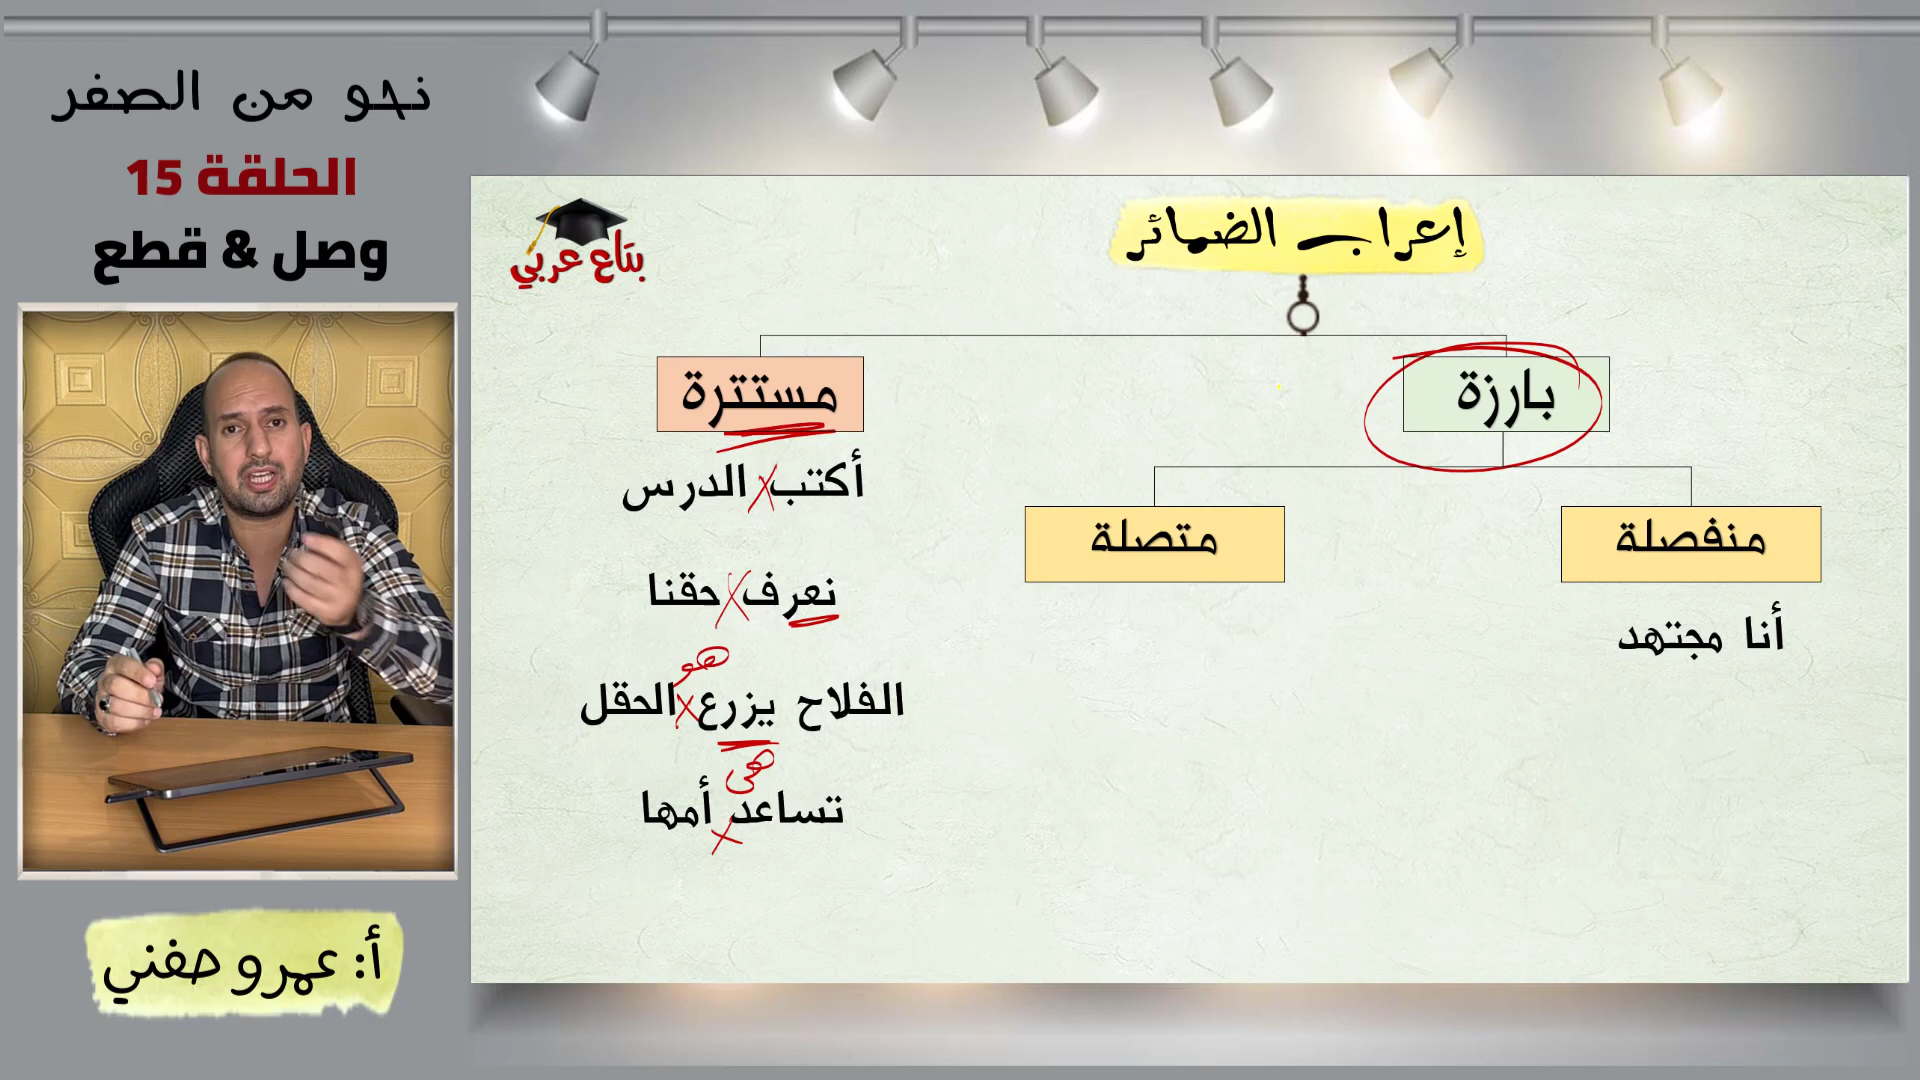 نحو من الصفر
الحلقة 15
وصل & قطع
بتاع عربي
إعراب الضمائر
بارزة
مستترة
منفصلة
متصلة
أنا مجتهد
أكتب الدرس
نعرف حقنا
هو
الفلاح يزرع الحقل
هى
تساعد أمها
أ: عمرو حفني